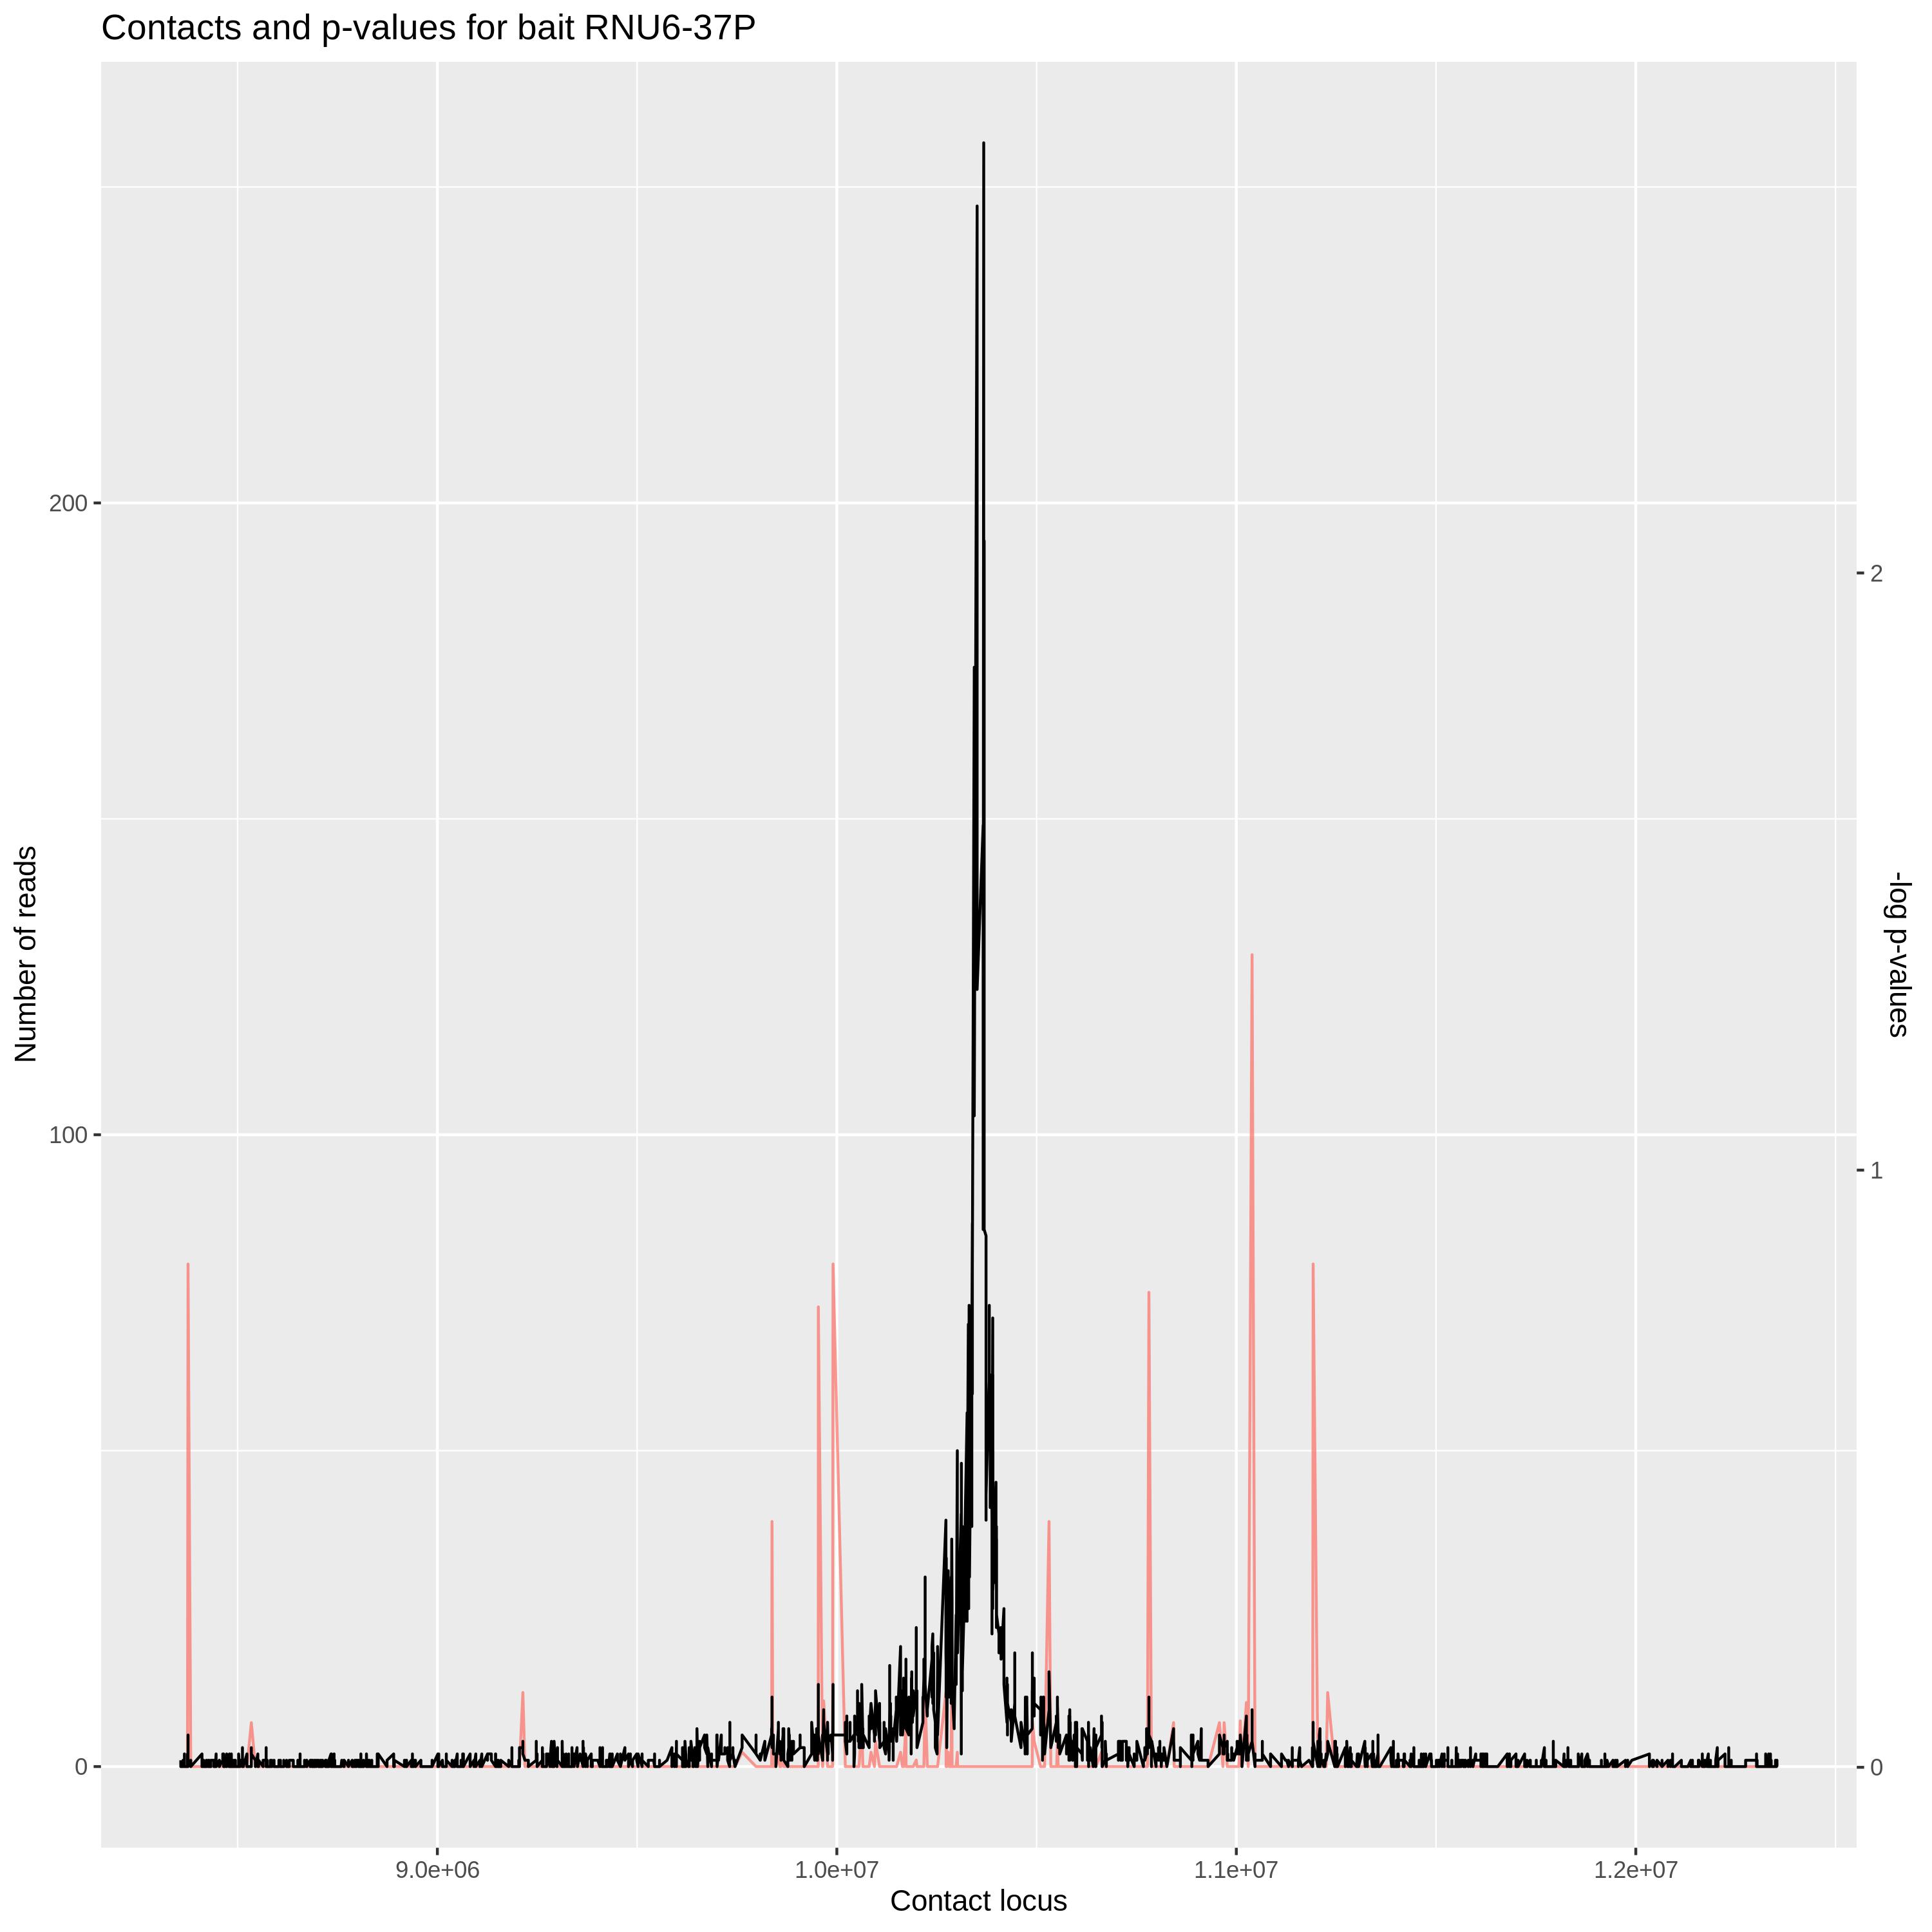 Contacts and p-values for bait RNU6-37P
Number of reads
200
100
0
2
1
0
-log p-values
9.0e+06
1.0e+07
1.1e+07
1.2e+07
Contact locus